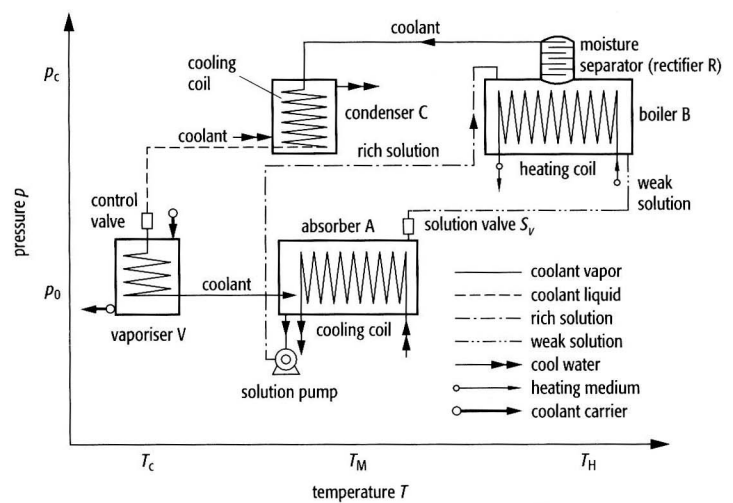 coolant
moisture
separator (rectifier R)
cooling
coil
p_c
condenser C
boiler B
coolant
rich solution
heating coil
weak
solution
control
valve
absorber A
solution valve S_v
pressure p
p_0
coolant
coolant vapor
coolant liquid
rich solution
weak solution
cool water
heating medium
coolant carrier
vaporiser V
cooling coil
solution pump
T_c
T_M
T_H
temperature T